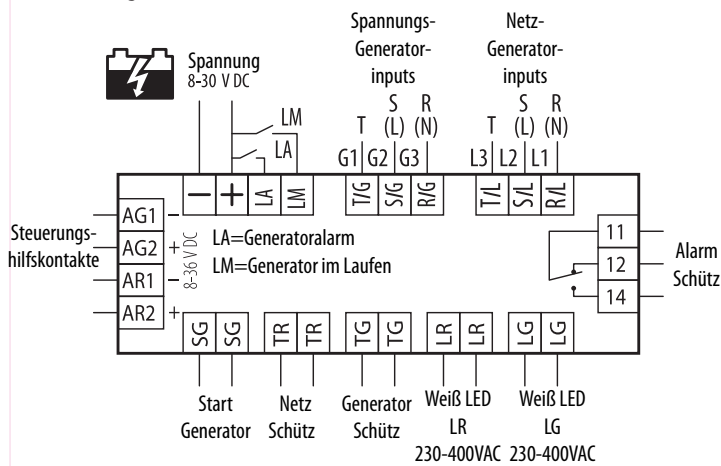 Spannungs-
Generator-
inputs
Netz-
Generator-
inputs
Spannung
8-30 V DC
S
R
S
R
T
(L)
(N)
T
(L)
(N)
LM
LA
G1
G2
G3
L3
L2
L1
–
+
LA
LM
T/G
S/G
R/G
T/L
S/L
R/L
Steuerungs-
hilfskontakte
AG1 –
AG2 +
AR1 –
AR2 +
8-36 V DC
LA=Generatoralarm
LM=Generator im Laufen
11
12
14
Alarm
Schütz
SG
SG
TR
TR
TG
TG
LR
LR
LG
LG
Start
Generator
Netz
Schütz
Generator
Schütz
Weiß LED
LR
230-400VAC
Weiß LED
LG
230-400VAC